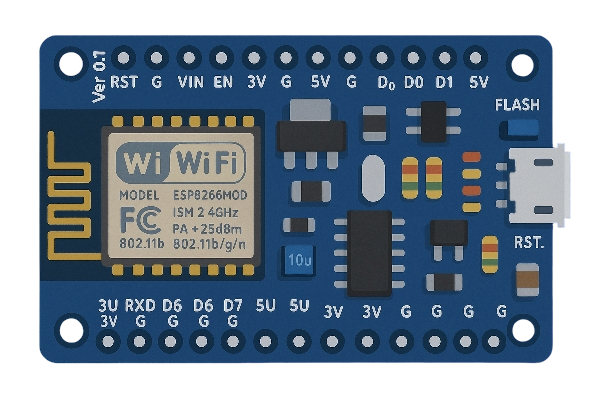 Ver 0.1
RST G VIN EN 3V G 5V G D₀ D0 D1 5V
FLASH
Wi WiFi
MODEL ESP8266MOD
FC ISM 2 4GHz
PA +25d8m
802.11b 802.11b/g/n
10u
RST.
3U RXD D6 D6 D7 5U 5U 3V 3V G G G G
3V G G G G